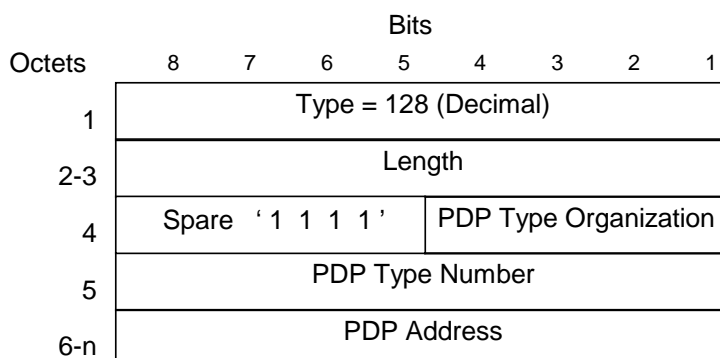 Bits
Octets 8 7 6 5 4 3 2 1
1 Type = 128 (Decimal)
2-3 Length
4 Spare ‘ 1 1 1 1 ’ PDP Type Organization
5 PDP Type Number
6-n PDP Address